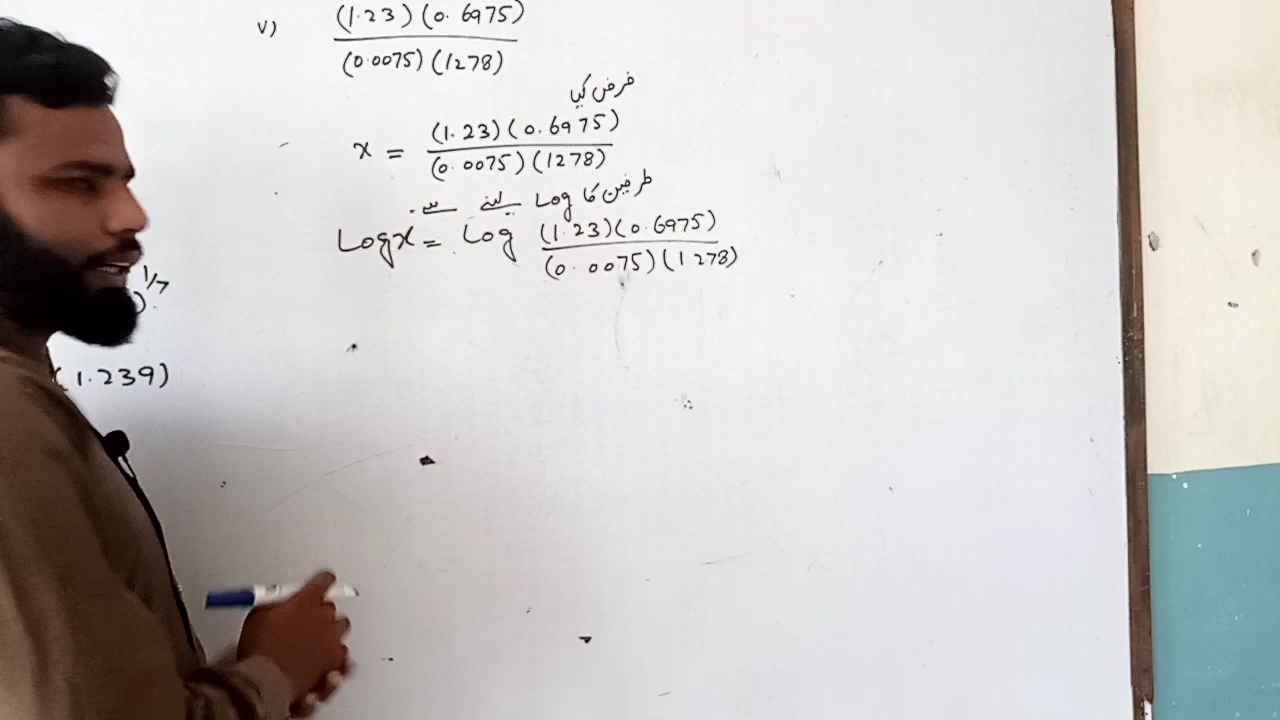 v) (1.23)(0.6975)
(0.0075)(1278)
فرض کیا
x = (1.23)(0.6975)
(0.0075)(1278)
طرفین کا Log لینے سے۔
Logx = Log (1.23)(0.6975)
(0.0075)(1278)
)^1/7
(1.239)